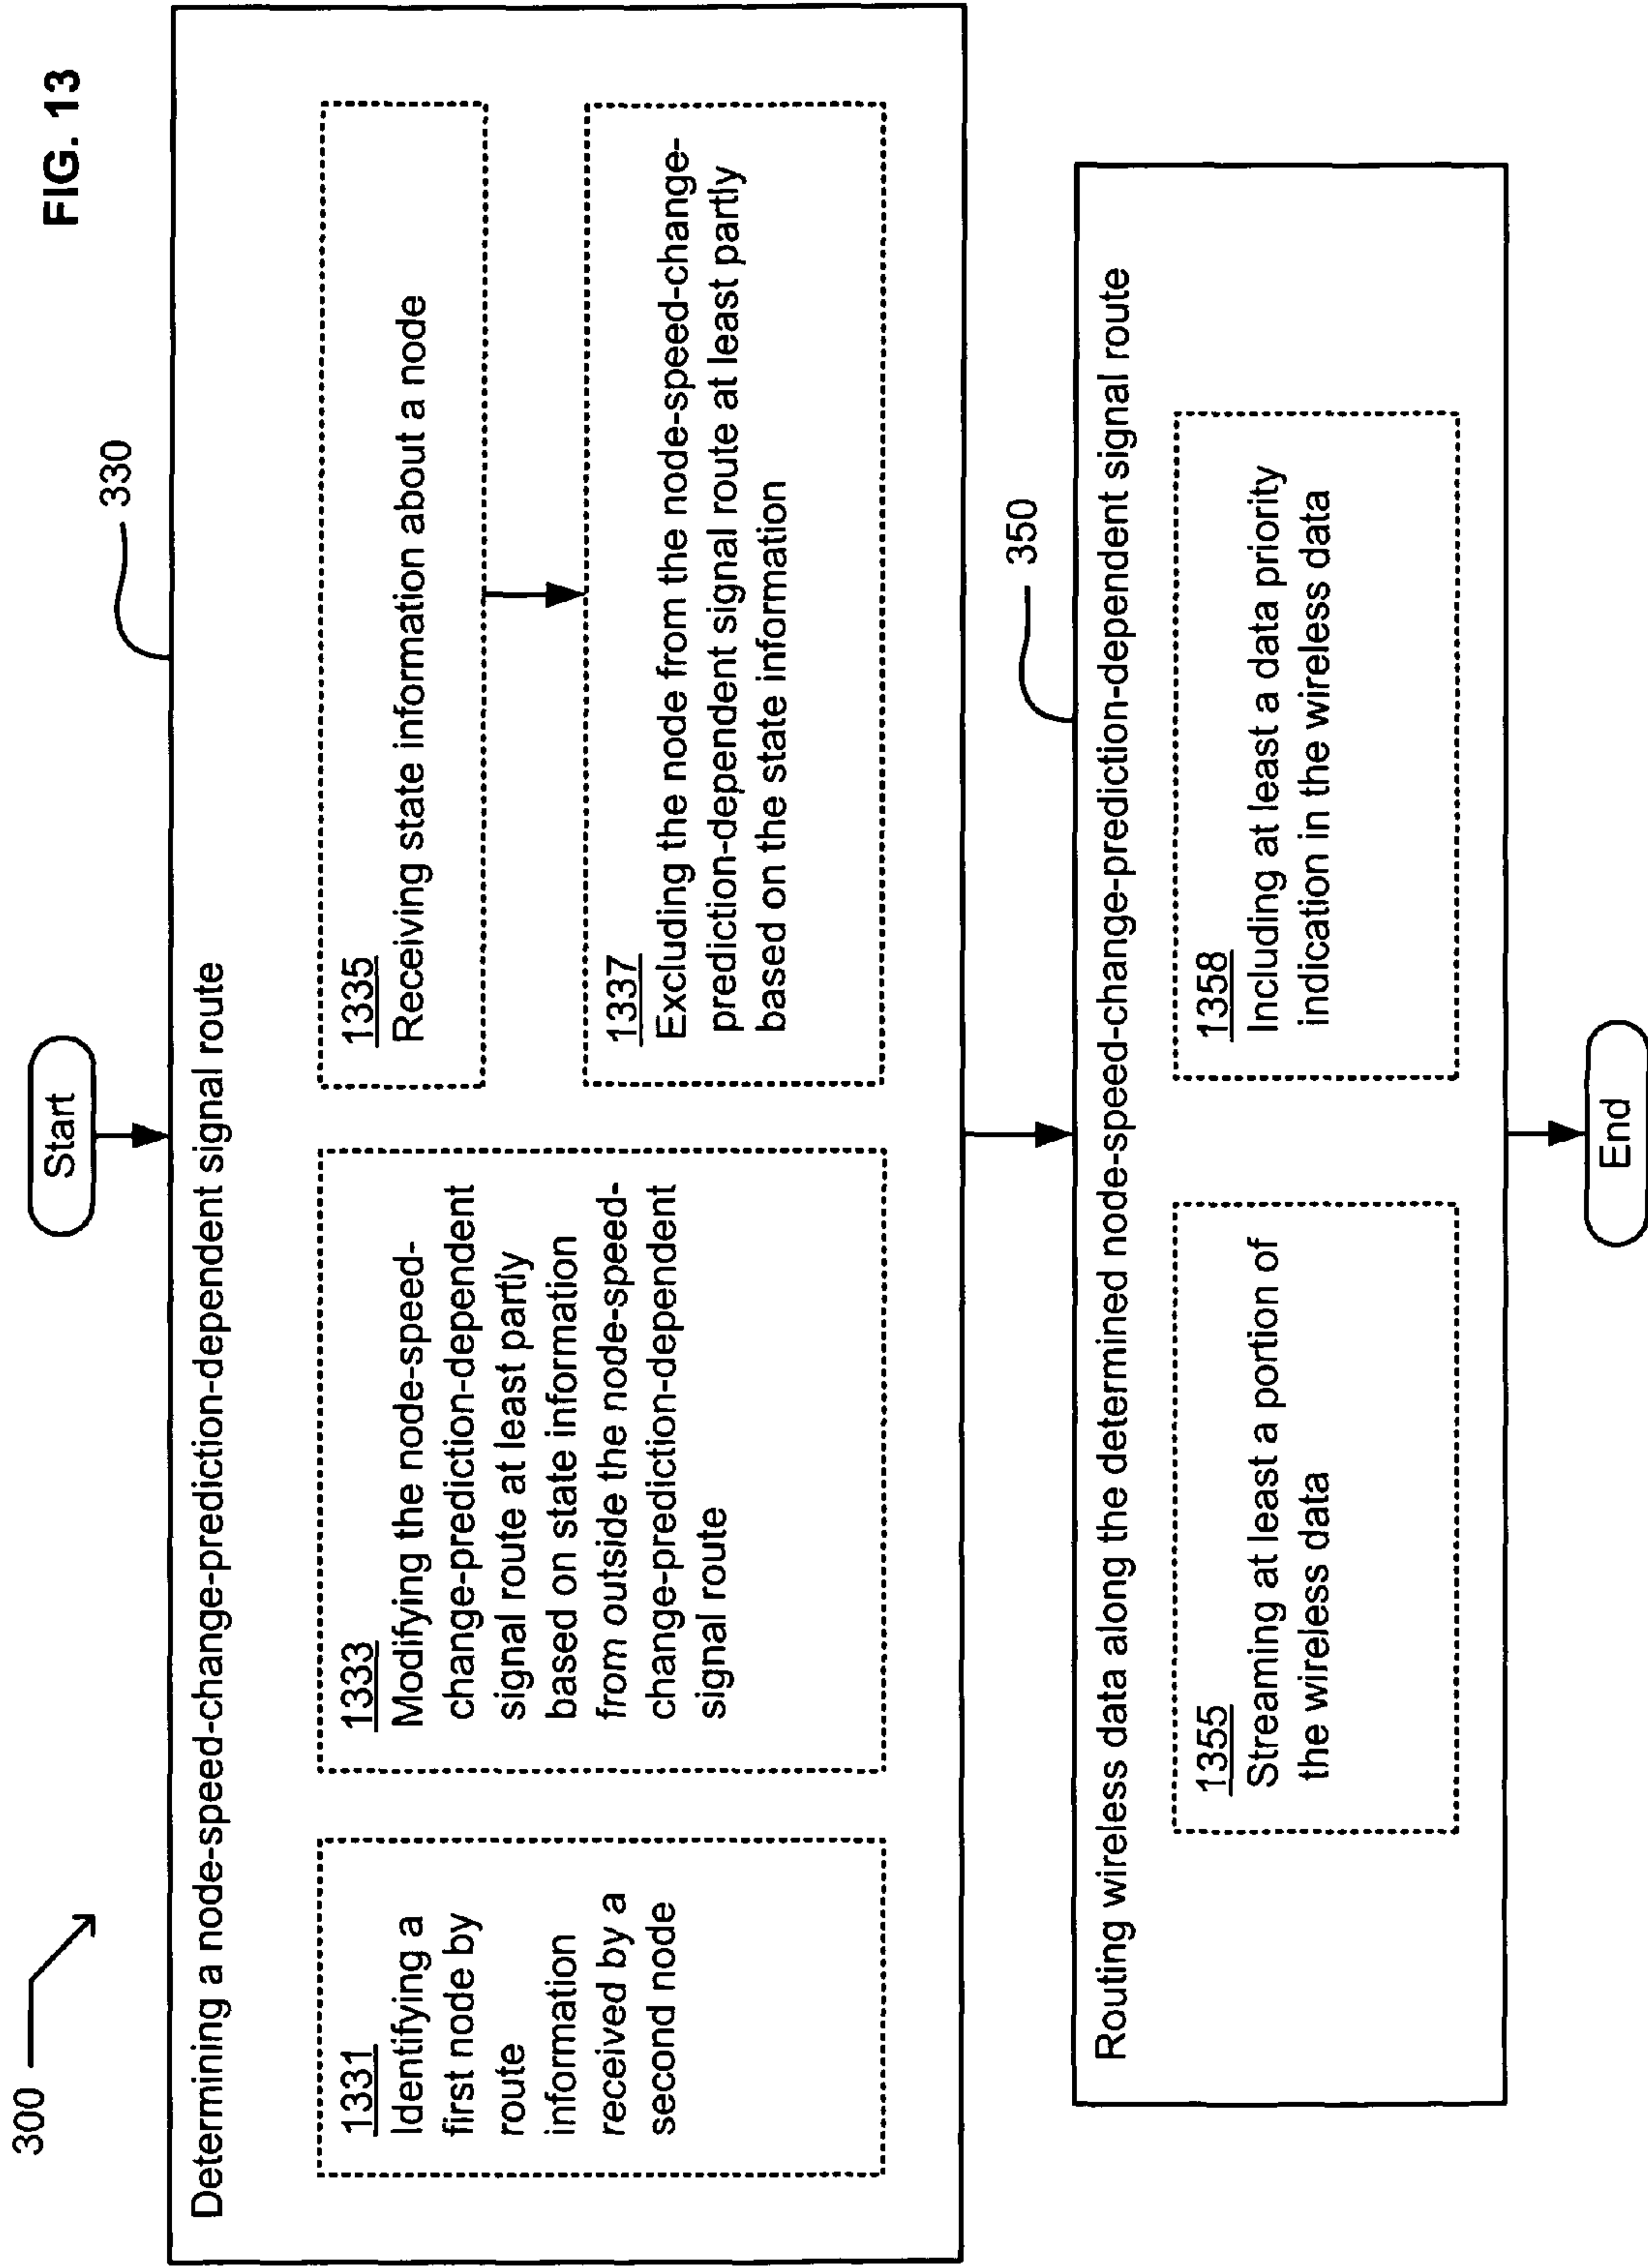 FIG. 13
300
Start
330
Determining a node-speed-change-prediction-dependent signal route
1331
Identifying a
first node by
route
information
received by a
second node
1333
Modifying the node-speed-
change-prediction-dependent
signal route at least partly
based on state information
from outside the node-speed-
change-prediction-dependent
signal route
1335
Receiving state information about a node
1337
Excluding the node from the node-speed-change-
prediction-dependent signal route at least partly
based on the state information
350
Routing wireless data along the determined node-speed-change-prediction-dependent signal route
1355
Streaming at least a portion of
the wireless data
1358
Including at least a data priority
indication in the wireless data
End